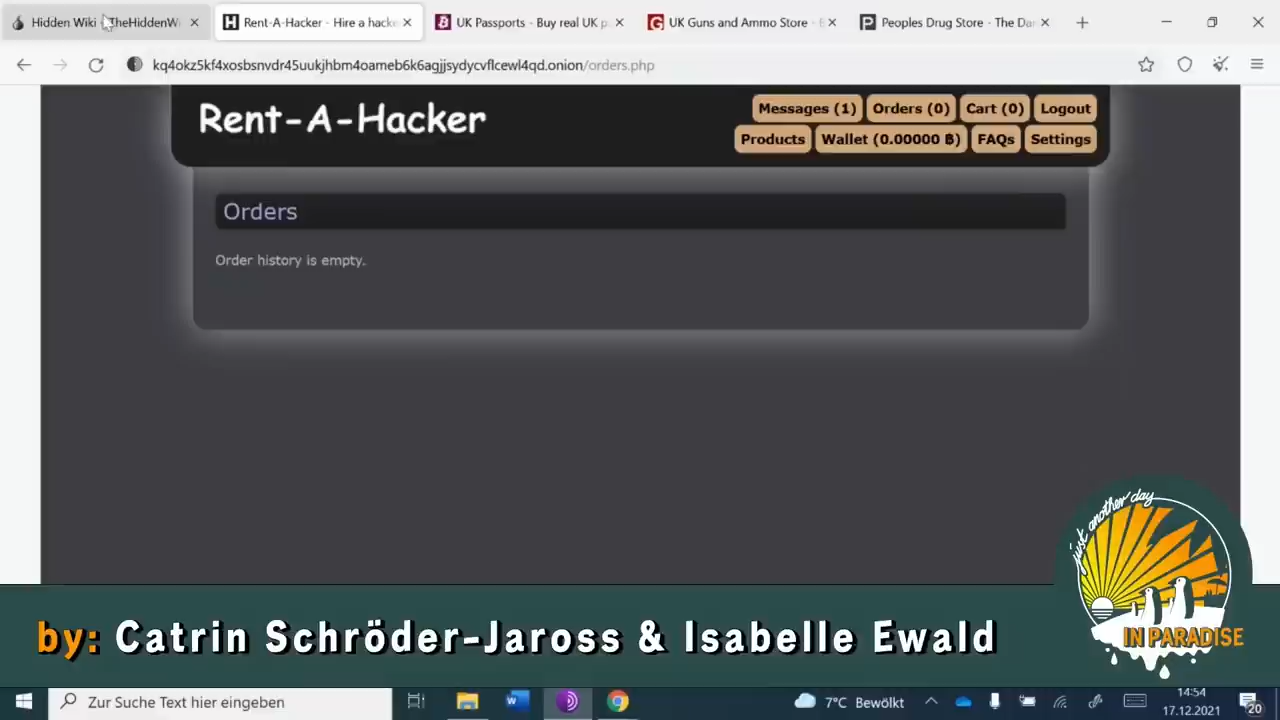 Hidden Wiki
TheHiddenWi
Rent-A-Hacker - Hire a hacke
UK Passports - Buy real UK p
UK Guns and Ammo Store -
Peoples Drug Store - The Da
kq4okz5kf4xosbsnvdr45uukjhbm4oameb6k6agjjsydycvflcewl4qd.onion/orders.php
Rent-A-Hacker
Messages (1) Orders (0) Cart (0) Logout
Products Wallet (0.00000 ฿) FAQs Settings
Orders
Order history is empty.
just another day
IN PARADISE
by: Catrin Schröder-Jaross & Isabelle Ewald
Zur Suche Text hier eingeben
7°C Bewölkt
14:54
17.12.2021
20